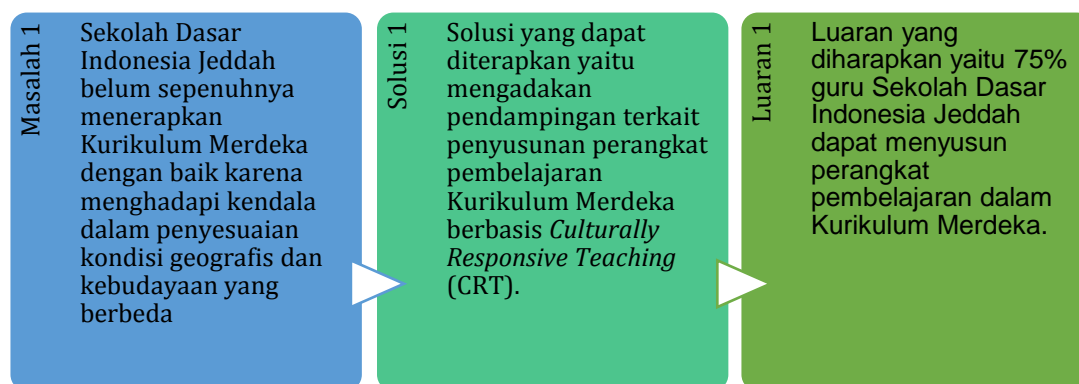 Masalah 1
Sekolah Dasar
Indonesia Jeddah
belum sepenuhnya
menerapkan
Kurikulum Merdeka
dengan baik karena
menghadapi kendala
dalam penyesuaian
kondisi geografis dan
kebudayaan yang
berbeda
Solusi 1
Solusi yang dapat
diterapkan yaitu
mengadakan
pendampingan terkait
penyusunan perangkat
pembelajaran
Kurikulum Merdeka
berbasis Culturally
Responsive Teaching
(CRT).
Luaran 1
Luaran yang
diharapkan yaitu 75%
guru Sekolah Dasar
Indonesia Jeddah
dapat menyusun
perangkat
pembelajaran dalam
Kurikulum Merdeka.